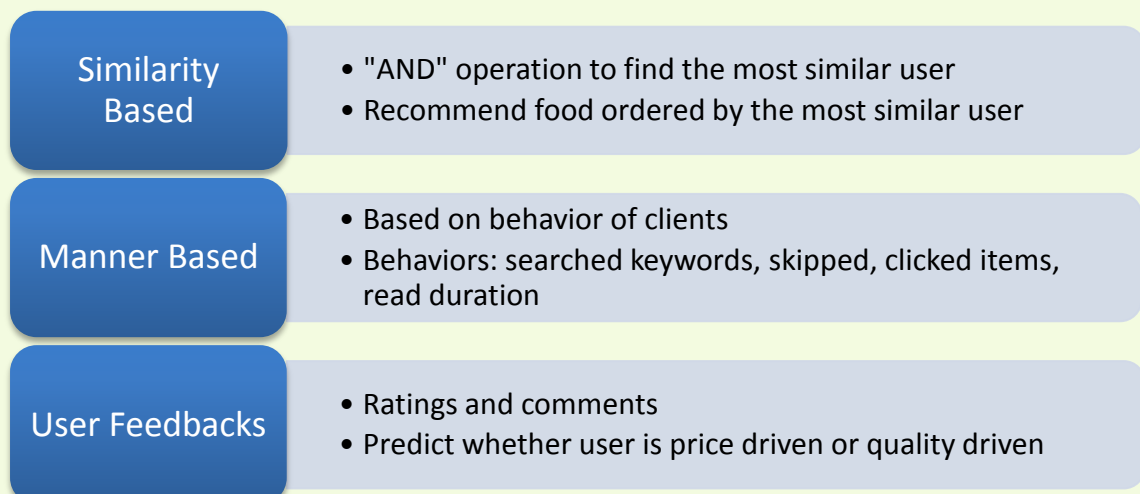 Similarity
Based
• "AND" operation to find the most similar user
• Recommend food ordered by the most similar user
Manner Based
• Based on behavior of clients
• Behaviors: searched keywords, skipped, clicked items,
read duration
User Feedbacks
• Ratings and comments
• Predict whether user is price driven or quality driven